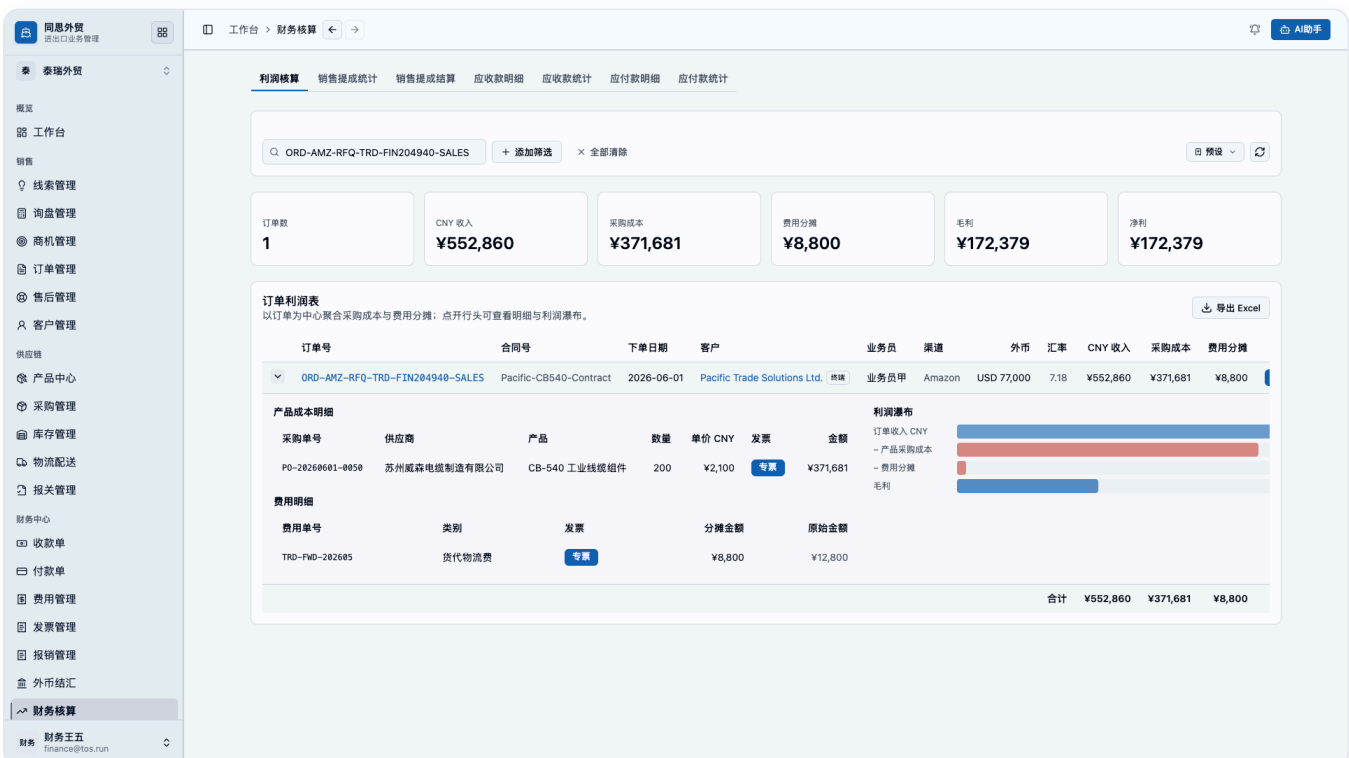 同思外贸
进出口业务管理
泰 泰瑞外贸
概览
工作台
销售
线索管理
询盘管理
商机管理
订单管理
售后管理
客户管理
供应链
产品中心
采购管理
库存管理
物流配送
报关管理
财务中心
收款单
付款单
费用管理
发票管理
报销管理
外币结汇
财务核算
财务 财务王五
finance@tos.run
工作台 > 财务核算 ← →
AI助手
利润核算 销售提成统计 销售提成结算 应收款明细 应收款统计 应付款明细 应付款统计
ORD-AMZ-RFQ-TRD-FIN204940-SALES + 添加筛选 × 全部清除 预设
订单数 CNY 收入 采购成本 费用分摊 毛利 净利
1 ¥552,860 ¥371,681 ¥8,800 ¥172,379 ¥172,379
订单利润表
以订单为中心聚合采购成本与费用分摊；点开行头可查看明细与利润瀑布。
导出 Excel
订单号 合同号 下单日期 客户 业务员 渠道 外币 汇率 CNY 收入 采购成本 费用分摊
ORD-AMZ-RFQ-TRD-FIN204940-SALES Pacific-CB540-Contract 2026-06-01 Pacific Trade Solutions Ltd. 终端 业务员甲 Amazon USD 77,000 7.18 ¥552,860 ¥371,681 ¥8,800
产品成本明细
采购单号 供应商 产品 数量 单价 CNY 发票 金额
PO-20260601-0050 苏州威森电缆制造有限公司 CB-540 工业线缆组件 200 ¥2,100 专票 ¥371,681
费用明细
费用单号 类别 发票 分摊金额 原始金额
TRD-FWD-202605 货代物流费 专票 ¥8,800 ¥12,800
利润瀑布
订单收入 CNY
– 产品采购成本
– 费用分摊
毛利
合计 ¥552,860 ¥371,681 ¥8,800